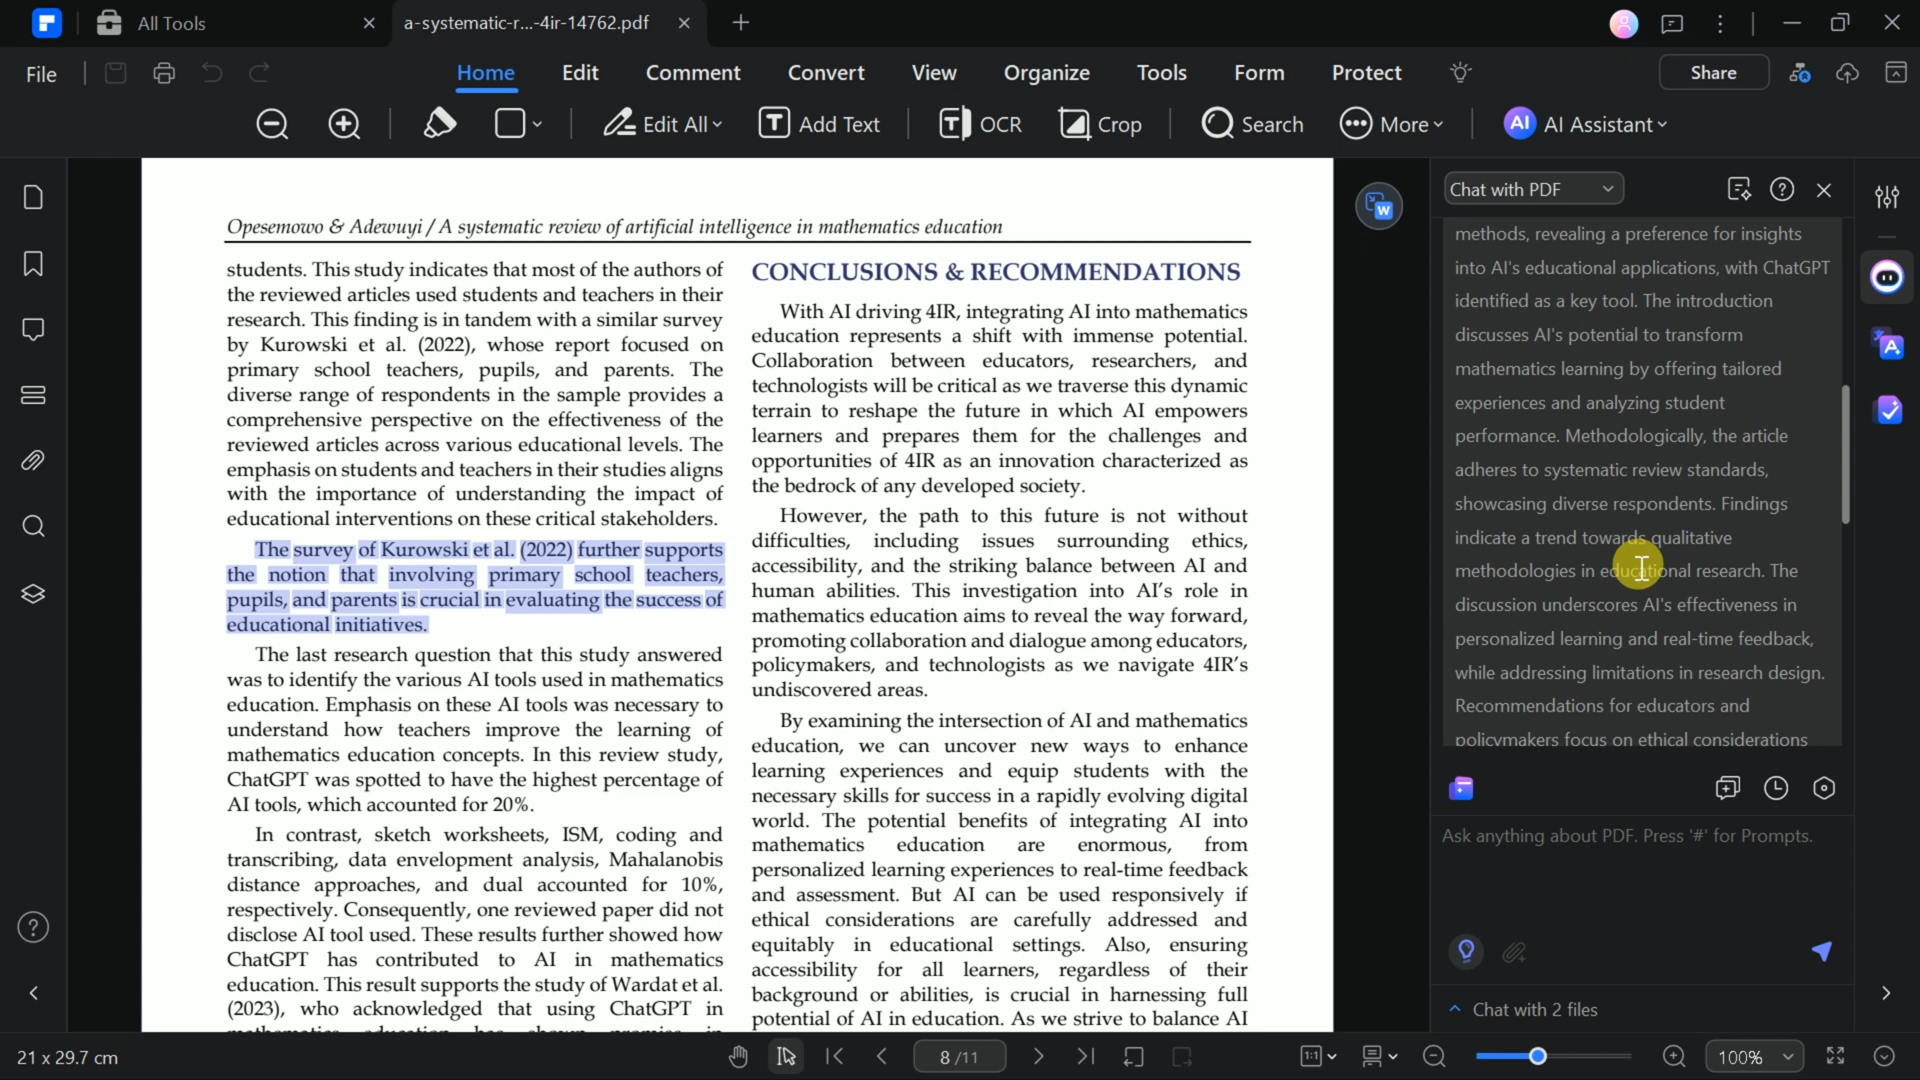 All Tools
a-systematic-r...-4ir-14762.pdf
File
Home
Edit
Comment
Convert
View
Organize
Tools
Form
Protect
Share
Edit All
Add Text
OCR
Crop
Search
More
AI Assistant
Opesemowo & Adewuyi / A systematic review of artificial intelligence in mathematics education
students. This study indicates that most of the authors of
the reviewed articles used students and teachers in their
research. This finding is in tandem with a similar survey
by Kurowski et al. (2022), whose report focused on
primary school teachers, pupils, and parents. The
diverse range of respondents in the sample provides a
comprehensive perspective on the effectiveness of the
reviewed articles across various educational levels. The
emphasis on students and teachers in their studies aligns
with the importance of understanding the impact of
educational interventions on these critical stakeholders.
The survey of Kurowski et al. (2022) further supports
the notion that involving primary school teachers,
pupils, and parents is crucial in evaluating the success of
educational initiatives.
The last research question that this study answered
was to identify the various AI tools used in mathematics
education. Emphasis on these AI tools was necessary to
understand how teachers improve the learning of
mathematics education concepts. In this review study,
ChatGPT was spotted to have the highest percentage of
AI tools, which accounted for 20%.
In contrast, sketch worksheets, ISM, coding and
transcribing, data envelopment analysis, Mahalanobis
distance approaches, and dual accounted for 10%,
respectively. Consequently, one reviewed paper did not
disclose AI tool used. These results further showed how
ChatGPT has contributed to AI in mathematics
education. This result supports the study of Wardat et al.
(2023), who acknowledged that using ChatGPT in
CONCLUSIONS & RECOMMENDATIONS
With AI driving 4IR, integrating AI into mathematics
education represents a shift with immense potential.
Collaboration between educators, researchers, and
technologists will be critical as we traverse this dynamic
terrain to reshape the future in which AI empowers
learners and prepares them for the challenges and
opportunities of 4IR as an innovation characterized as
the bedrock of any developed society.
However, the path to this future is not without
difficulties, including issues surrounding ethics,
accessibility, and the striking balance between AI and
human abilities. This investigation into AI's role in
mathematics education aims to reveal the way forward,
promoting collaboration and dialogue among educators,
policymakers, and technologists as we navigate 4IR's
undiscovered areas.
By examining the intersection of AI and mathematics
education, we can uncover new ways to enhance
learning experiences and equip students with the
necessary skills for success in a rapidly evolving digital
world. The potential benefits of integrating AI into
mathematics education are enormous, from
personalized learning experiences to real-time feedback
and assessment. But AI can be used responsively if
ethical considerations are carefully addressed and
equitably in educational settings. Also, ensuring
accessibility for all learners, regardless of their
background or abilities, is crucial in harnessing full
potential of AI in education. As we strive to balance AI
Chat with PDF
methods, revealing a preference for insights
into AI's educational applications, with ChatGPT
identified as a key tool. The introduction
discusses AI's potential to transform
mathematics learning by offering tailored
experiences and analyzing student
performance. Methodologically, the article
adheres to systematic review standards,
showcasing diverse respondents. Findings
indicate a trend towards qualitative
methodologies in educational research. The
discussion underscores AI's effectiveness in
personalized learning and real-time feedback,
while addressing limitations in research design.
Recommendations for educators and
policymakers focus on ethical considerations
Ask anything about PDF. Press '#' for Prompts.
Chat with 2 files
21 x 29.7 cm
8 /11
100%